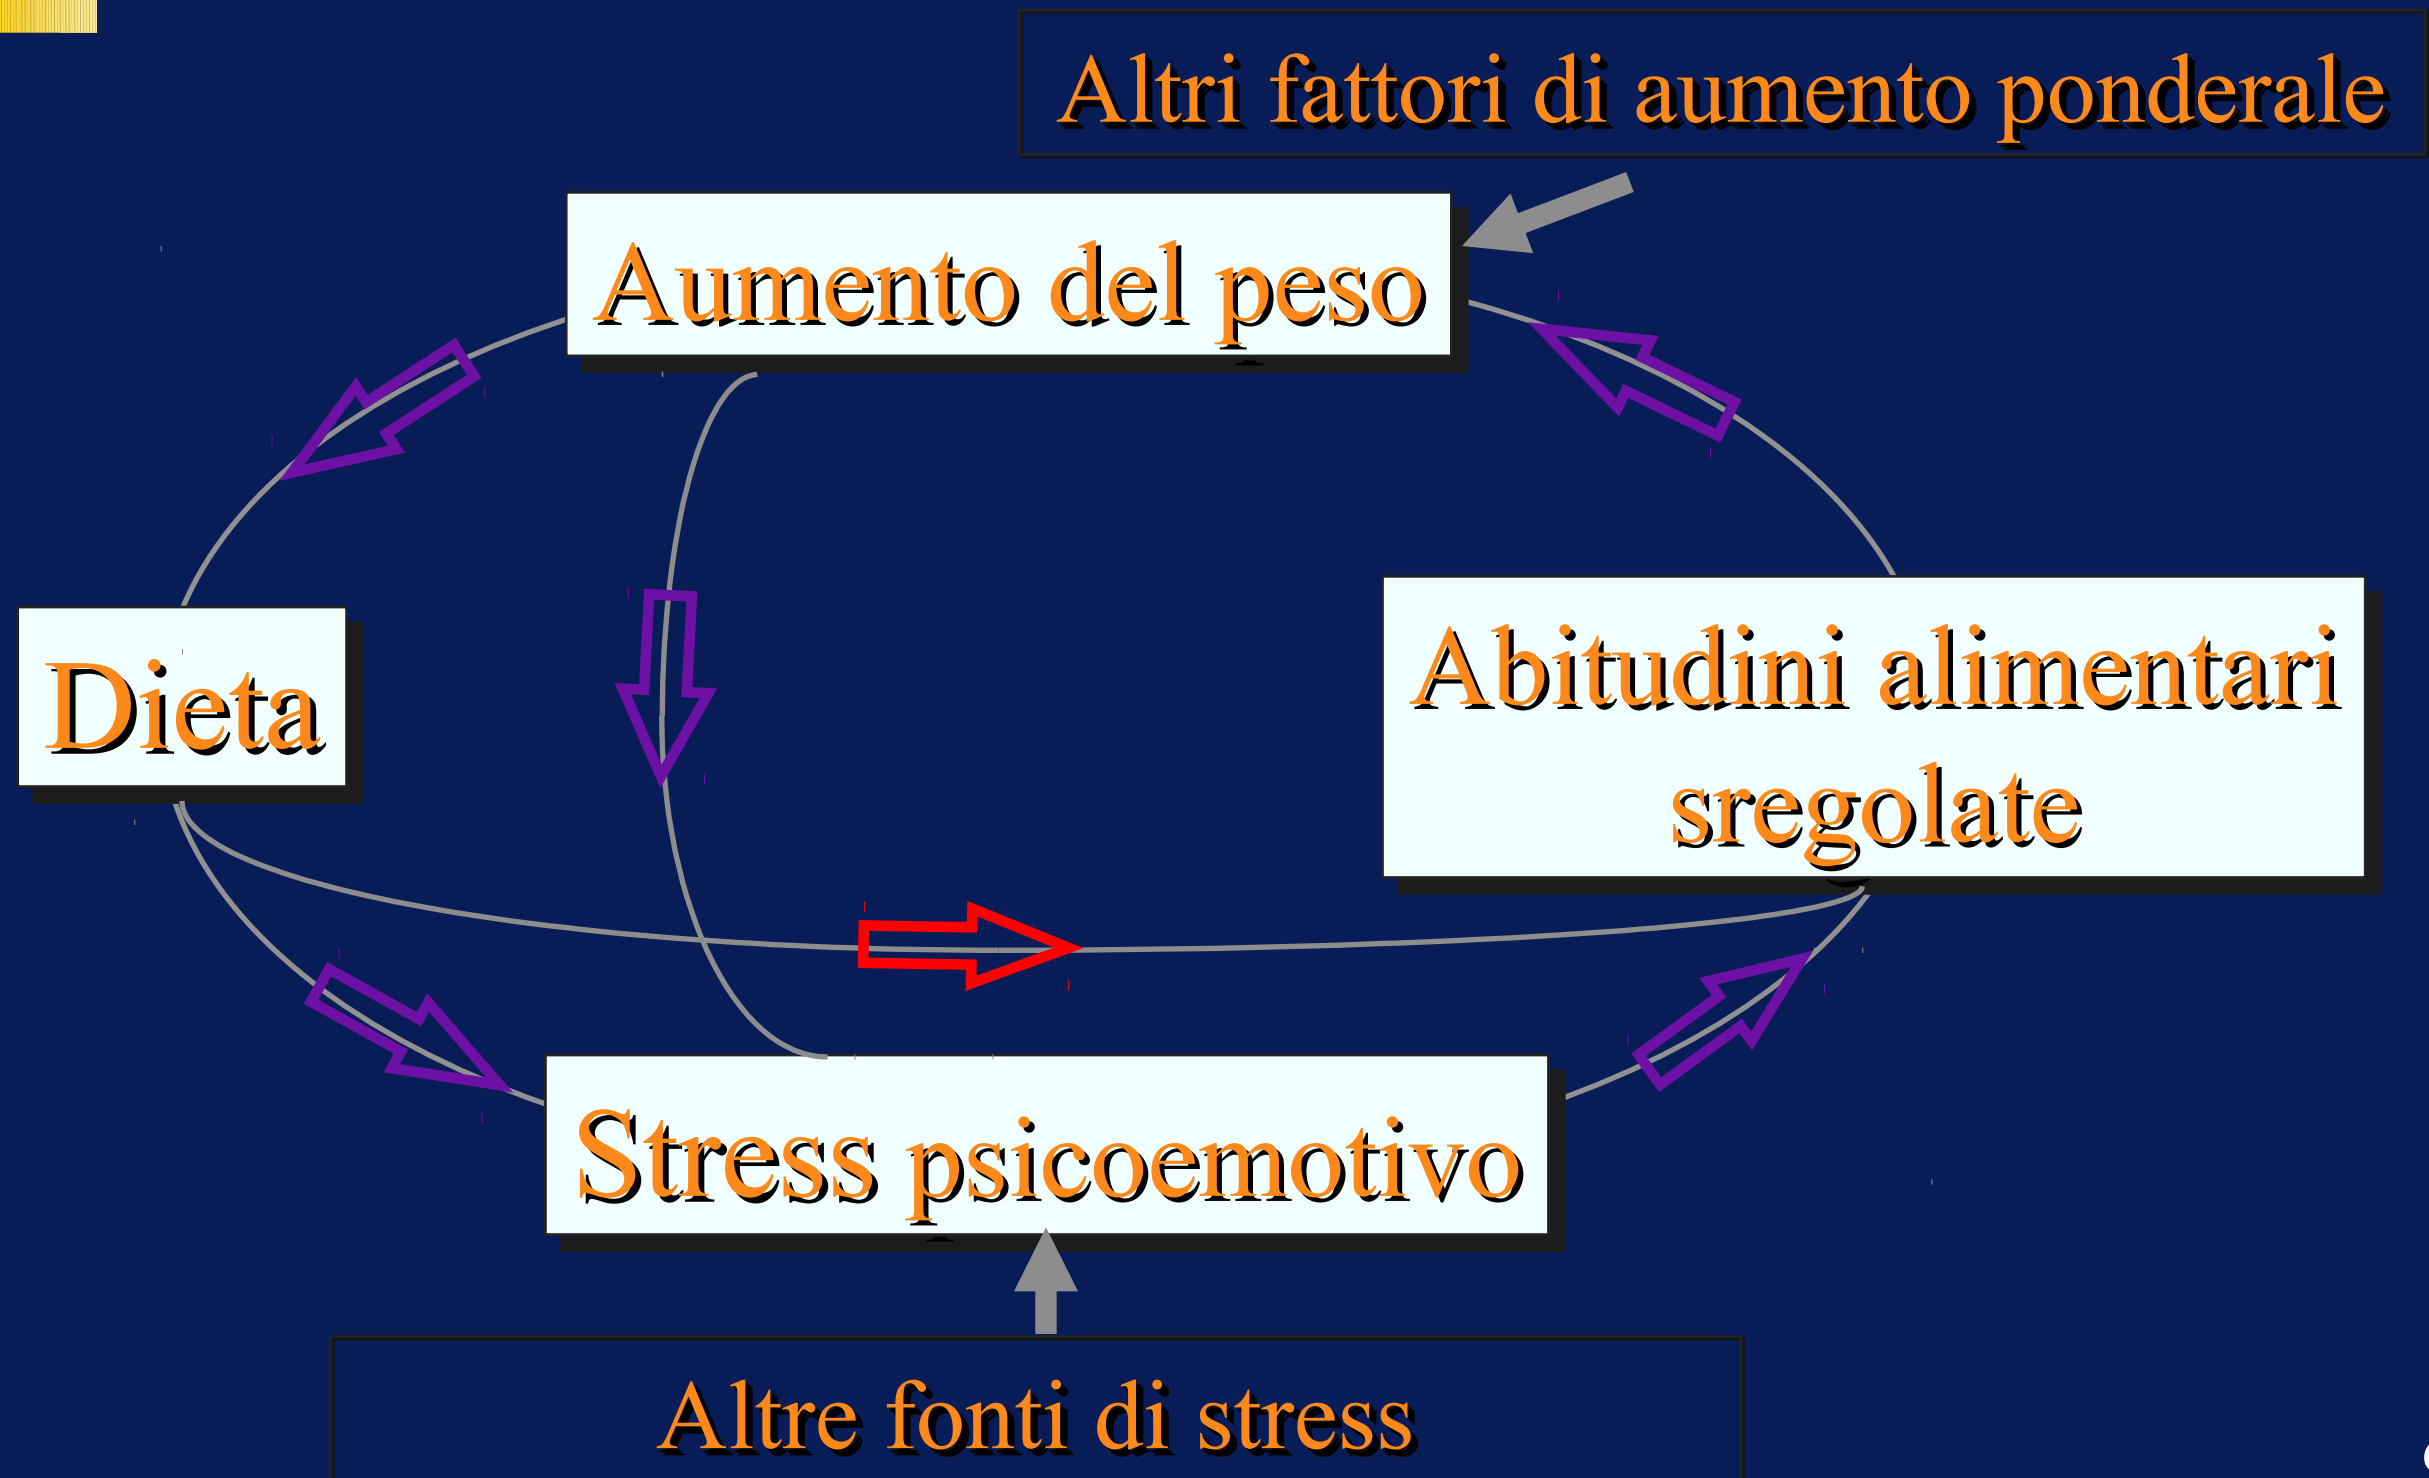 Altri fattori di aumento ponderale
Aumento del peso
Dieta
Abitudini alimentari
sregolate
Stress psicoemotivo
Altre fonti di stress